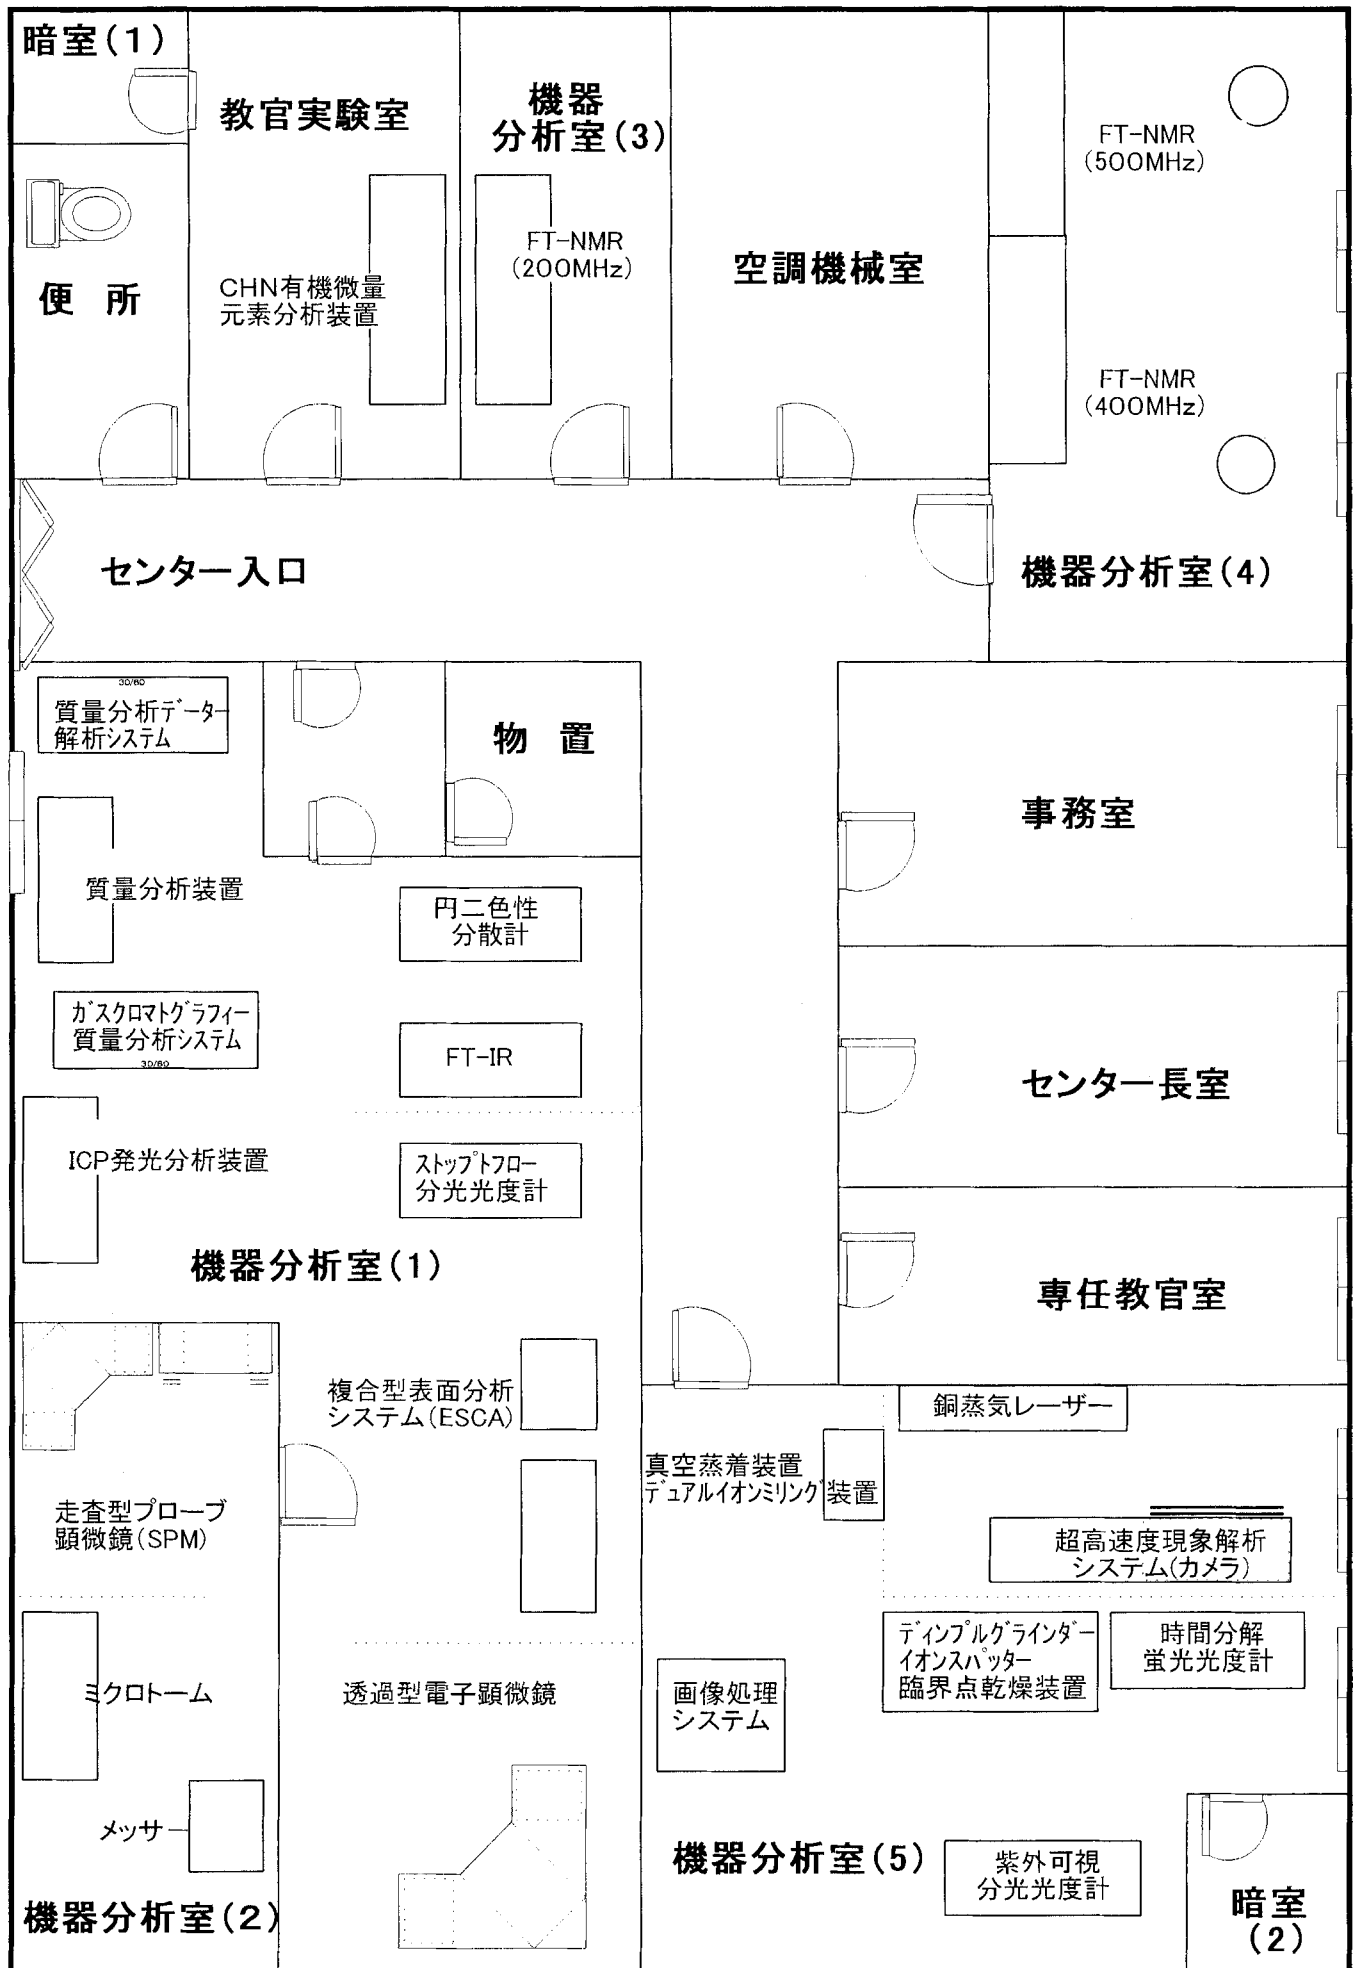 暗室(1)
教官実験室
機器
分析室(3)
FT-NMR
(500MHz)
便 所
CHN有機微量
元素分析装置
FT-NMR
(200MHz)
空調機械室
FT-NMR
(400MHz)
センター入口
機器分析室(4)
30/80
質量分析データー
解析システム
物 置
事務室
質量分析装置
円二色性
分散計
ガスクロマトグラフィー
質量分析システム
30/80
FT-IR
センター長室
ICP発光分析装置
ストップトフロー
分光光度計
機器分析室(1)
専任教官室
複合型表面分析
システム(ESCA)
銅蒸気レーザー
真空蒸着装置
デュアルイオンミリング装置
走査型プローブ
顕微鏡(SPM)
超高速度現象解析
システム(カメラ)
ディンプルグラインダー
イオンスパッター
臨界点乾燥装置
時間分解
蛍光光度計
ミクロトーム
透過型電子顕微鏡
画像処理
システム
メッサ
機器分析室(5)
紫外可視
分光光度計
機器分析室(2)
暗室
(2)